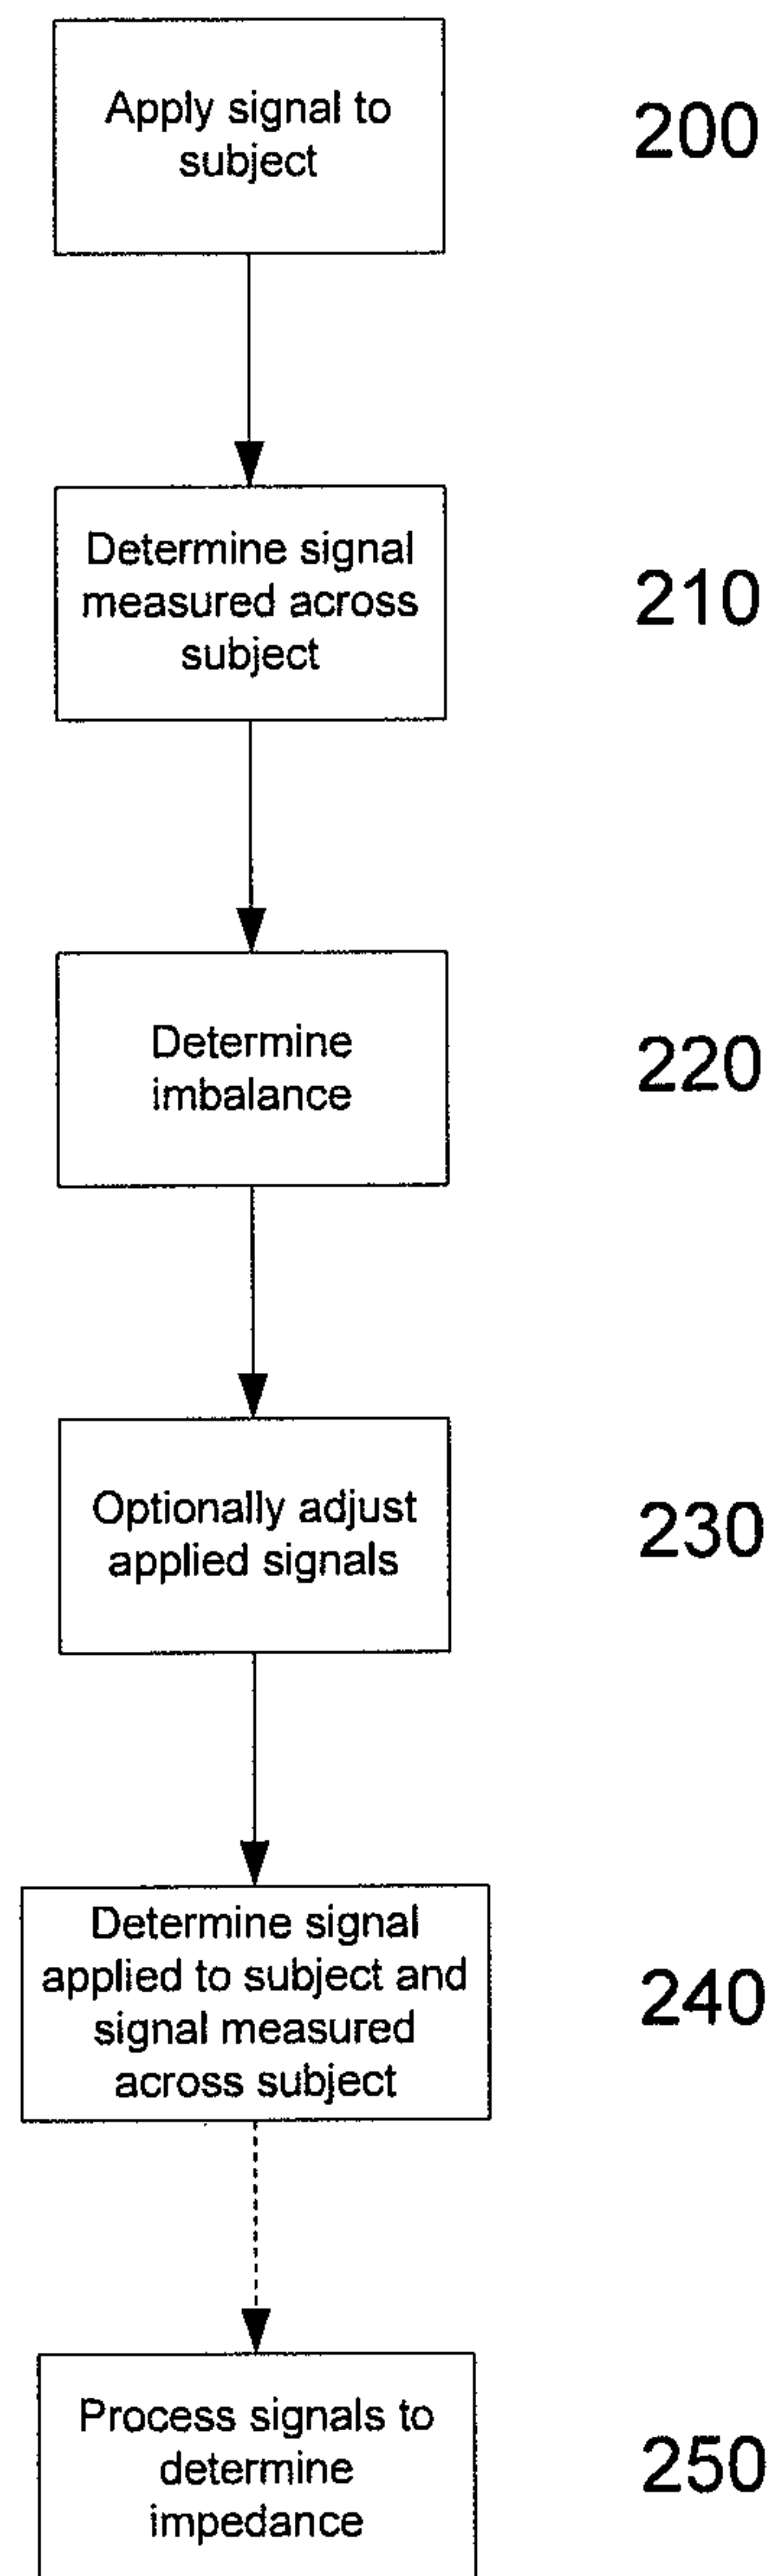 Apply signal to
subject
200
Determine signal
measured across
subject
210
Determine
imbalance
220
Optionally adjust
applied signals
230
Determine signal
applied to subject and
signal measured
across subject
240
Process signals to
determine
impedance
250